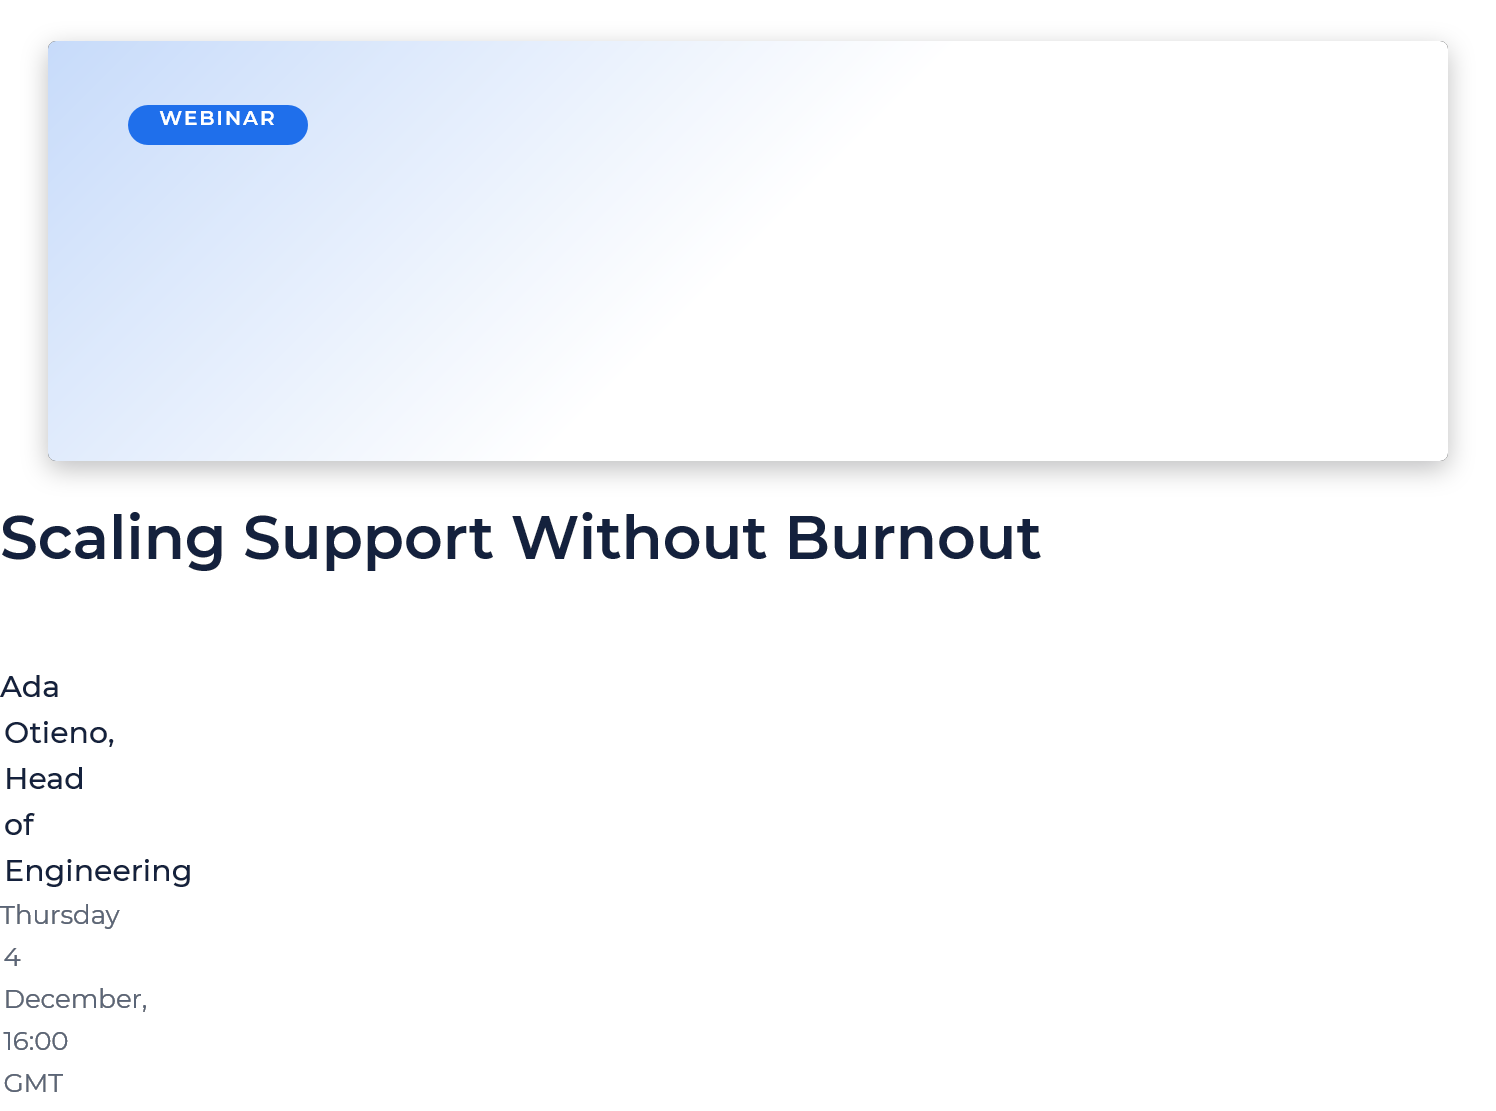 WEBINAR
Scaling Support Without Burnout
Ada
Otieno,
Head
of
Engineering
Thursday
4
December,
16:00
GMT